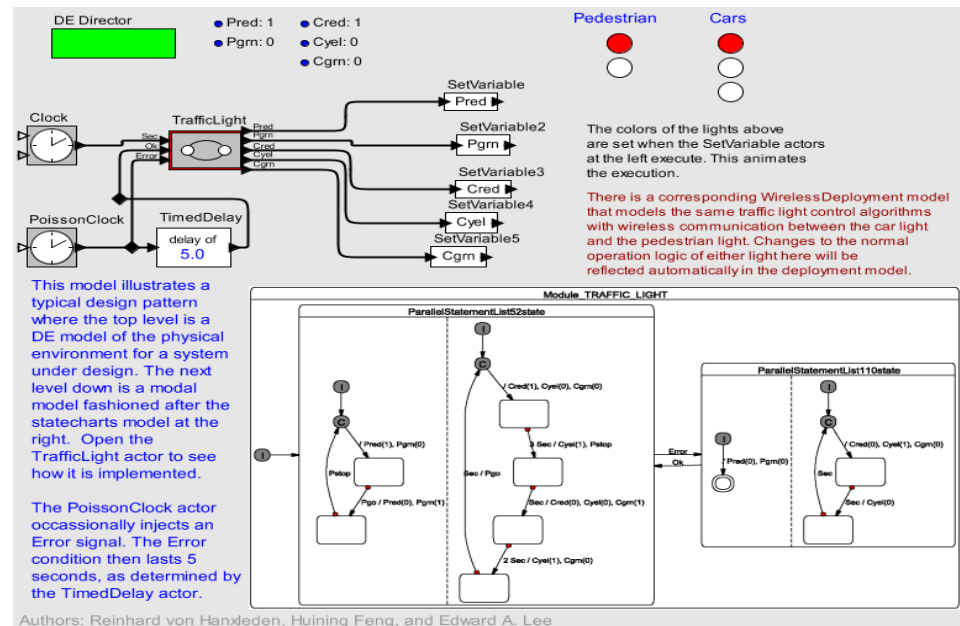 DE Director
Pred: 1
Cred: 1
Pgrn: 0
Cyel: 0
Cgrn: 0
Pedestrian
Cars
Clock
TrafficLight
Sec
Ok
Error
Pred
Pgrn
Cred
Cyel
Cgrn
SetVariable
Pred
SetVariable2
Pgrn
SetVariable3
Cred
SetVariable4
Cyel
SetVariable5
Cgrn
PoissonClock
TimedDelay
delay of
5.0
The colors of the lights above
are set when the SetVariable actors
at the left execute. This animates
the execution.
There is a corresponding WirelessDeployment model
that models the same traffic light control algorithms
with wireless communication between the car light
and the pedestrian light. Changes to the normal
operation logic of either light here will be
reflected automatically in the deployment model.
This model illustrates a
typical design pattern
where the top level is a
DE model of the physical
environment for a system
under design. The next
level down is a modal
model fashioned after the
statecharts model at the
right. Open the
TrafficLight actor to see
how it is implemented.
The PoissonClock actor
occassionally injects an
Error signal. The Error
condition then lasts 5
seconds, as determined by
the TimedDelay actor.
Module_TRAFFIC_LIGHT
ParallelStatementList52state
I
I
C
/ Pred(1), Pgrn(0)
Pstop
Pgo / Pred(0), Pgrn(1)
I
C
/ Cred(1), Cyel(0), Cgrn(0)
3 Sec / Cyel(1), Pstop
Sec / Pgo
Sec / Cred(0), Cyel(0), Cgrn(1)
2 Sec / Cyel(1), Cgrn(0)
Error
Ok
ParallelStatementList110state
I
/ Pred(0), Pgrn(0)
I
C
/ Cred(0), Cyel(1), Cgrn(0)
Sec
Sec / Cyel(0)
Authors: Reinhard von Hanxleden, Huining Feng, and Edward A. Lee